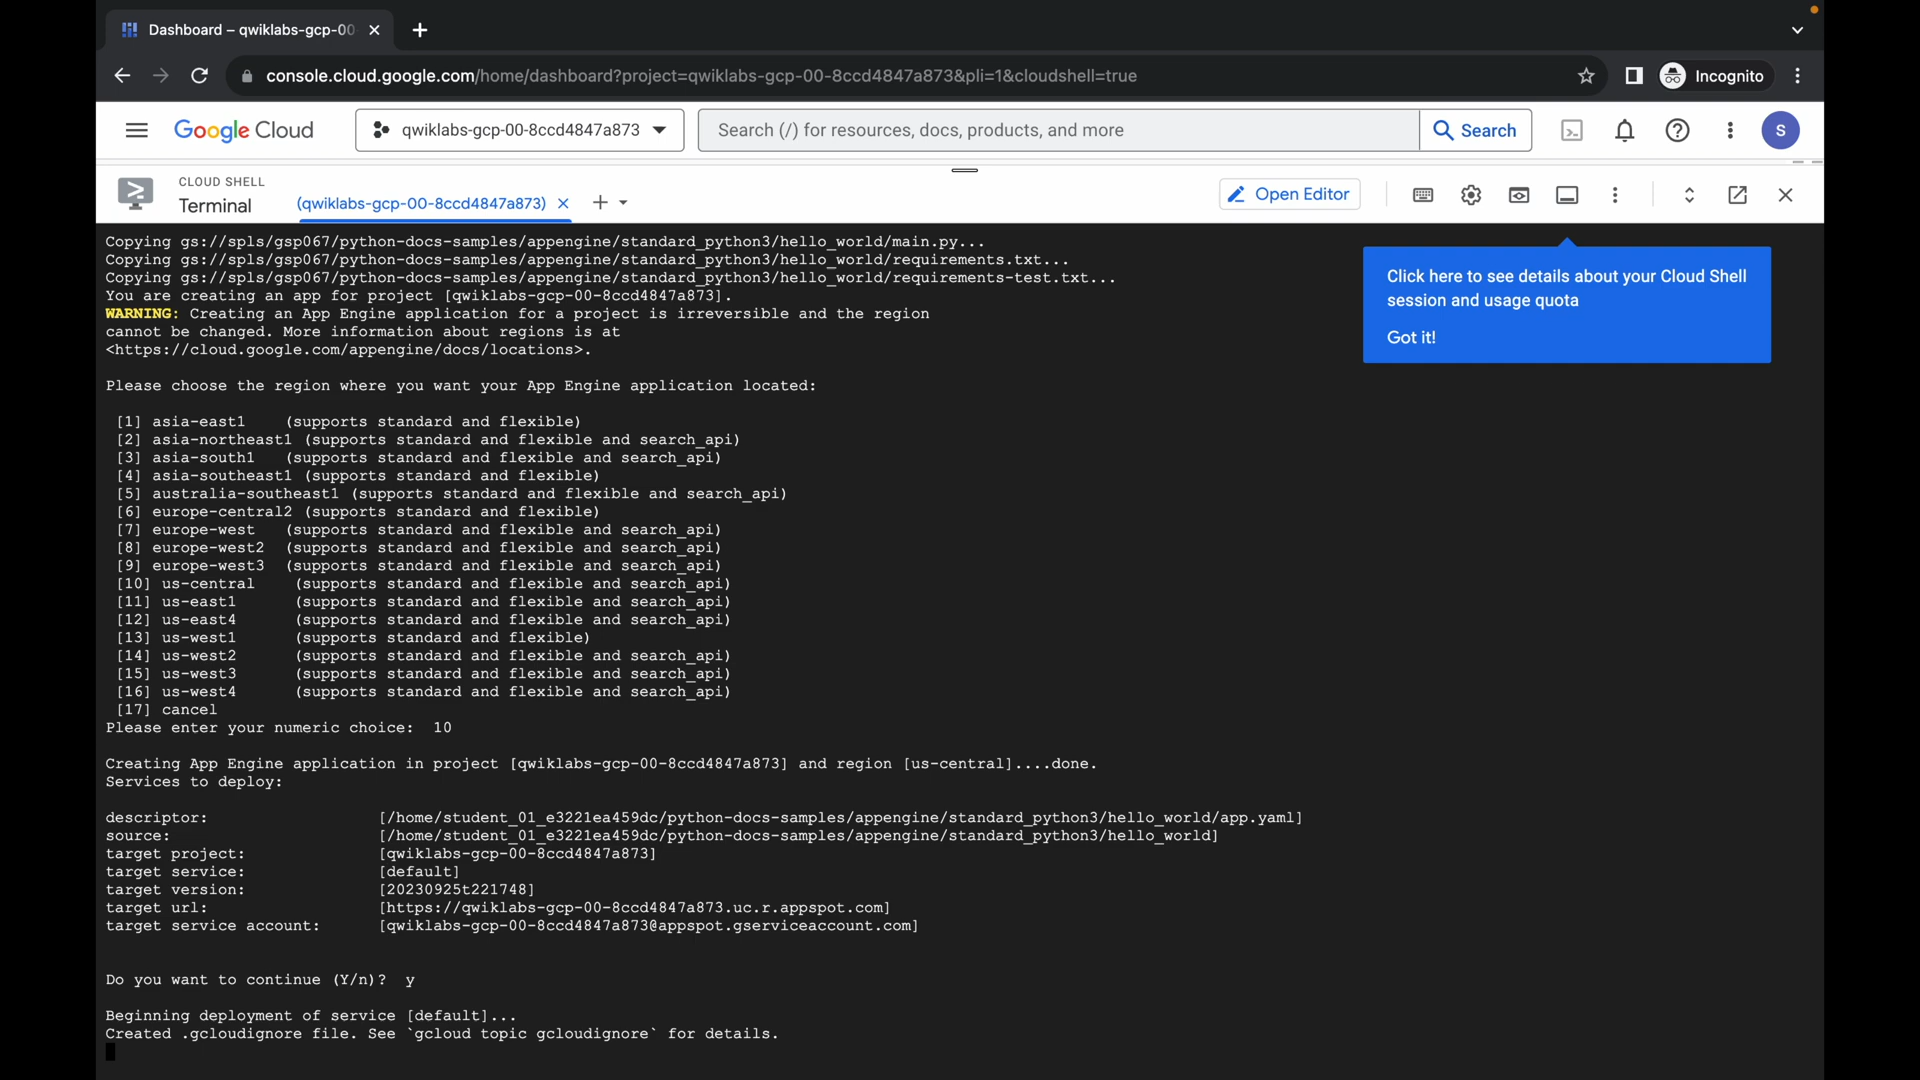 Dashboard – qwiklabs-gcp-00
console.cloud.google.com/home/dashboard?project=qwiklabs-gcp-00-8ccd4847a873&pli=1&cloudshell=true
Incognito
Google Cloud
qwiklabs-gcp-00-8ccd4847a873
Search (/) for resources, docs, products, and more
Search
S
CLOUD SHELL
Terminal
(qwiklabs-gcp-00-8ccd4847a873)
Open Editor
Copying gs://spls/gsp067/python-docs-samples/appengine/standard_python3/hello_world/main.py...
Copying gs://spls/gsp067/python-docs-samples/appengine/standard_python3/hello_world/requirements.txt...
Copying gs://spls/gsp067/python-docs-samples/appengine/standard_python3/hello_world/requirements-test.txt...
You are creating an app for project [qwiklabs-gcp-00-8ccd4847a873].
WARNING: Creating an App Engine application for a project is irreversible and the region
cannot be changed. More information about regions is at
<https://cloud.google.com/appengine/docs/locations>.
Please choose the region where you want your App Engine application located:
[1] asia-east1 (supports standard and flexible)
[2] asia-northeast1 (supports standard and flexible and search_api)
[3] asia-south1 (supports standard and flexible and search_api)
[4] asia-southeast1 (supports standard and flexible)
[5] australia-southeast1 (supports standard and flexible and search_api)
[6] europe-central2 (supports standard and flexible)
[7] europe-west (supports standard and flexible and search_api)
[8] europe-west2 (supports standard and flexible and search_api)
[9] europe-west3 (supports standard and flexible and search_api)
[10] us-central (supports standard and flexible and search_api)
[11] us-east1 (supports standard and flexible and search_api)
[12] us-east4 (supports standard and flexible and search_api)
[13] us-west1 (supports standard and flexible)
[14] us-west2 (supports standard and flexible and search_api)
[15] us-west3 (supports standard and flexible and search_api)
[16] us-west4 (supports standard and flexible and search_api)
[17] cancel
Please enter your numeric choice: 10
Creating App Engine application in project [qwiklabs-gcp-00-8ccd4847a873] and region [us-central]....done.
Services to deploy:
descriptor: [/home/student_01_e3221ea459dc/python-docs-samples/appengine/standard_python3/hello_world/app.yaml]
source: [/home/student_01_e3221ea459dc/python-docs-samples/appengine/standard_python3/hello_world]
target project: [qwiklabs-gcp-00-8ccd4847a873]
target service: [default]
target version: [20230925t221748]
target url: [https://qwiklabs-gcp-00-8ccd4847a873.uc.r.appspot.com]
target service account: [qwiklabs-gcp-00-8ccd4847a873@appspot.gserviceaccount.com]
Do you want to continue (Y/n)? y
Beginning deployment of service [default]...
Created .gcloudignore file. See `gcloud topic gcloudignore` for details.
Click here to see details about your Cloud Shell
session and usage quota
Got it!